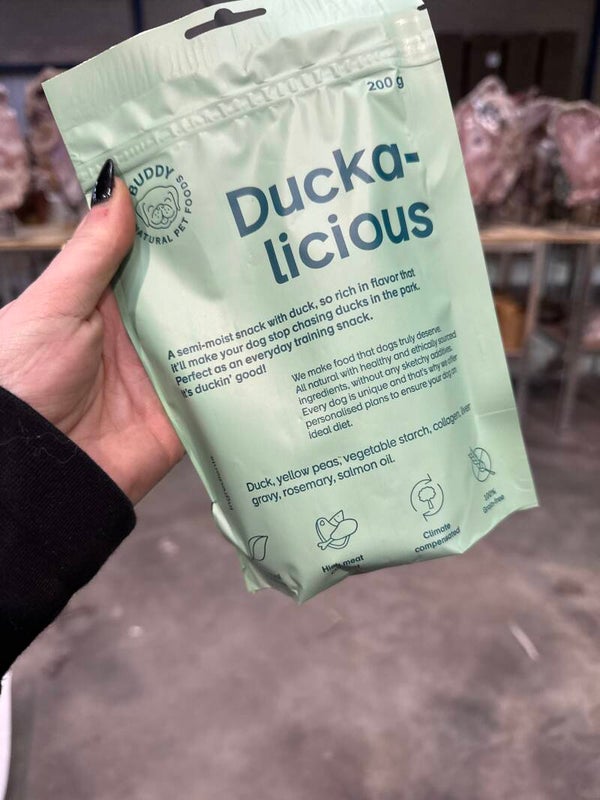 200 g
BUDDY
NATURAL PET FOODS
Ducka-
licious
A semi-moist snack with duck, so rich in flavor that
it'll make your dog stop chasing ducks in the park.
Perfect as an everyday training snack.
It's duckin' good!
We make food that dogs truly deserve.
All natural with healthy and ethically sourced
ingredients, without any sketchy additives.
Every dog is unique and that's why we offer
personalised plans to ensure your dog
ideal diet.
Duck, yellow peas, vegetable starch, collagen, liver
gravy, rosemary, salmon oil.
High meat
Climate
compensated
100%
Grain-free